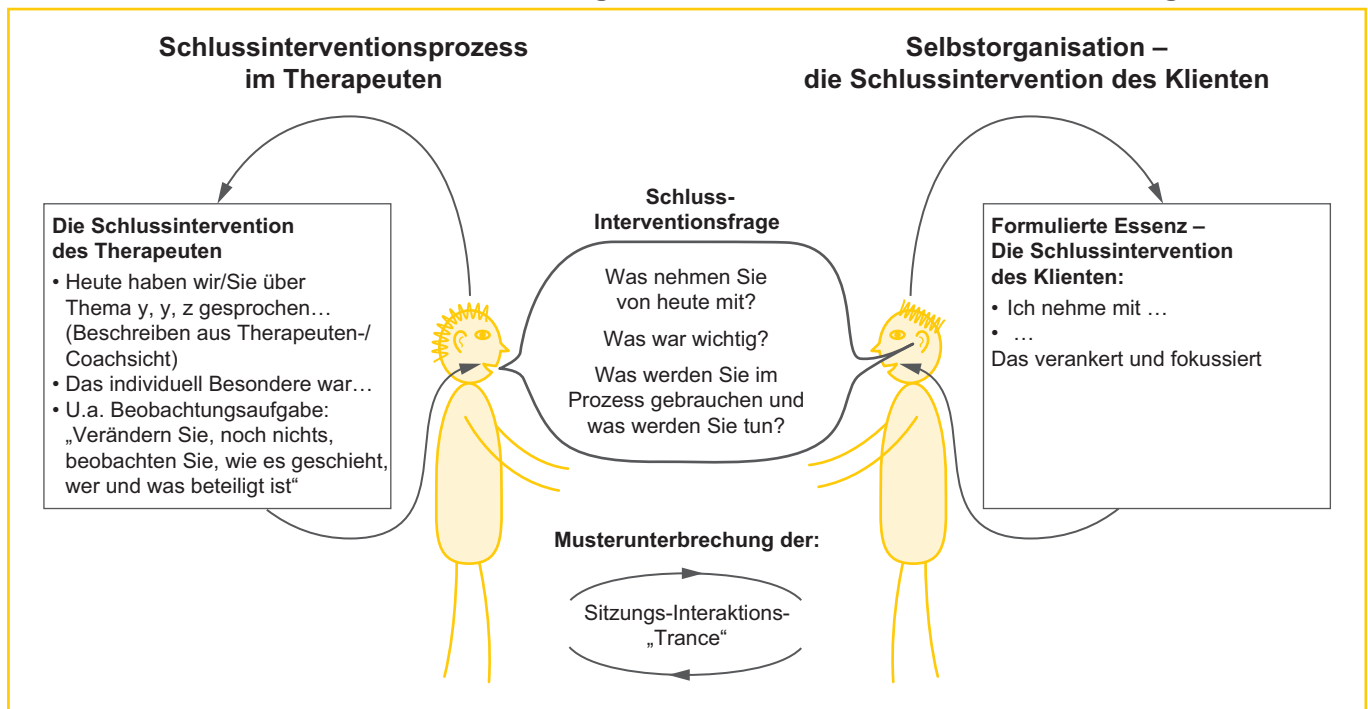 Schlussinterventionsprozess
im Therapeuten
Selbstorganisation –
die Schlussintervention des Klienten
Die Schlussintervention
des Therapeuten
• Heute haben wir/Sie über
Thema y, y, z gesprochen…
(Beschreiben aus Therapeuten-/
Coachsicht)
• Das individuell Besondere war…
• U.a. Beobachtungsaufgabe:
„Verändern Sie, noch nichts,
beobachten Sie, wie es geschieht,
wer und was beteiligt ist“
Schluss-
Interventionsfrage
Was nehmen Sie
von heute mit?
Was war wichtig?
Was werden Sie im
Prozess gebrauchen und
was werden Sie tun?
Formulierte Essenz –
Die Schlussintervention
des Klienten:
• Ich nehme mit …
• …
Das verankert und fokussiert
Musterunterbrechung der:
Sitzungs-Interaktions-
„Trance“